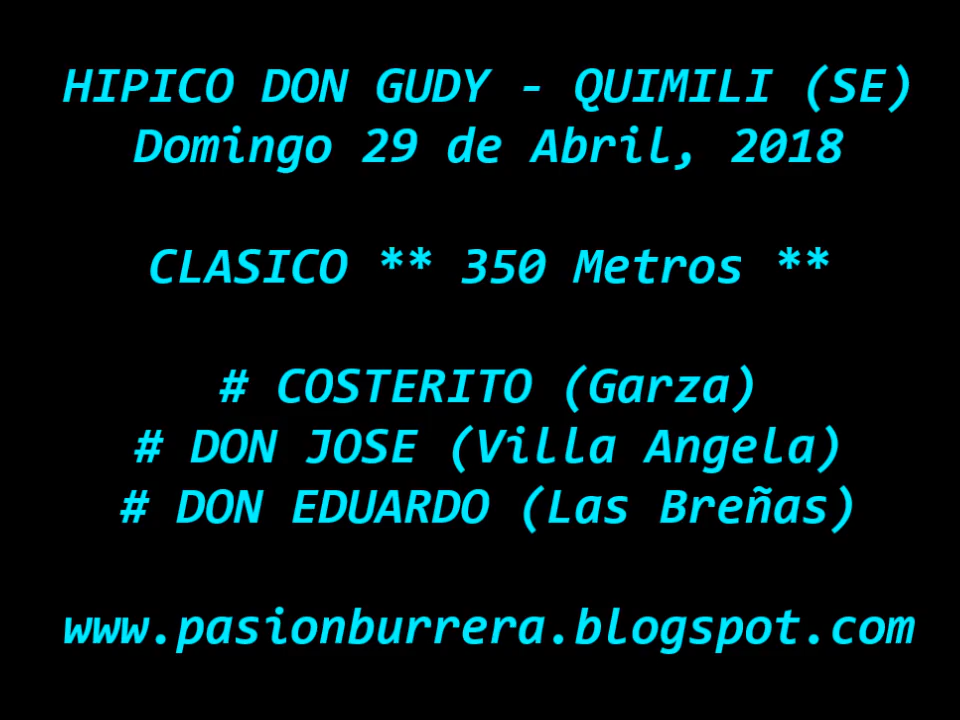 HIPICO DON GUDY - QUIMILI (SE)
Domingo 29 de Abril, 2018
CLASICO ** 350 Metros **
# COSTERITO (Garza)
# DON JOSE (Villa Angela)
# DON EDUARDO (Las Breñas)
www.pasionburrera.blogspot.com